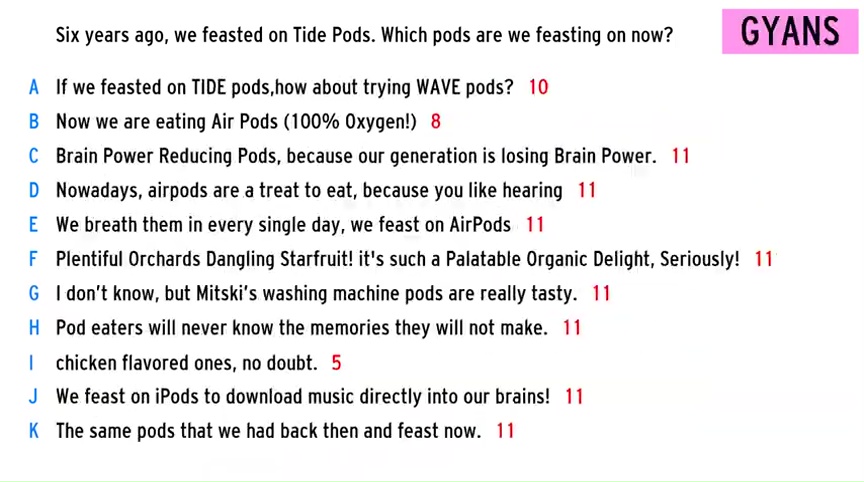 Six years ago, we feasted on Tide Pods. Which pods are we feasting on now?
GYANS
A If we feasted on TIDE pods,how about trying WAVE pods? 10
B Now we are eating Air Pods (100% Oxygen!) 8
C Brain Power Reducing Pods, because our generation is losing Brain Power. 11
D Nowadays, airpods are a treat to eat, because you like hearing 11
E We breath them in every single day, we feast on AirPods 11
F Plentiful Orchards Dangling Starfruit! it's such a Palatable Organic Delight, Seriously! 11
G I don't know, but Mitski's washing machine pods are really tasty. 11
H Pod eaters will never know the memories they will not make. 11
I chicken flavored ones, no doubt. 5
J We feast on iPods to download music directly into our brains! 11
K The same pods that we had back then and feast now. 11